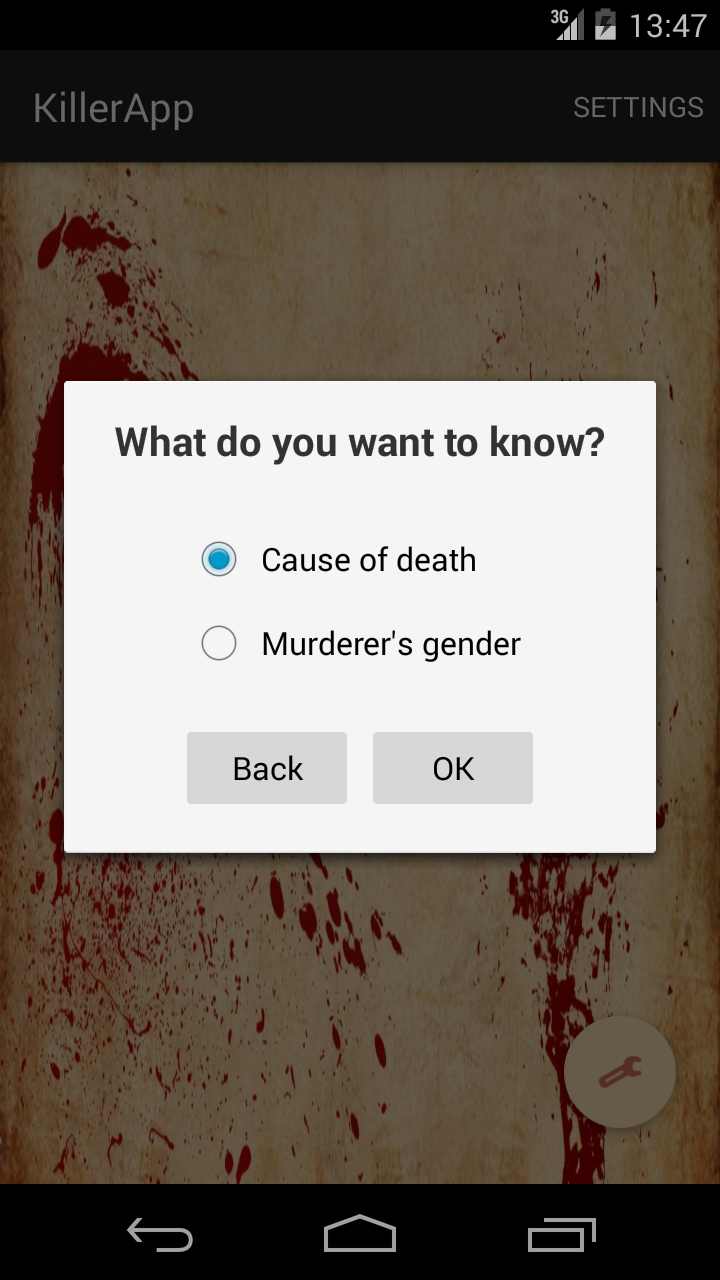 3G 13:47
KillerApp SETTINGS
What do you want to know?
Cause of death
Murderer's gender
Back OK